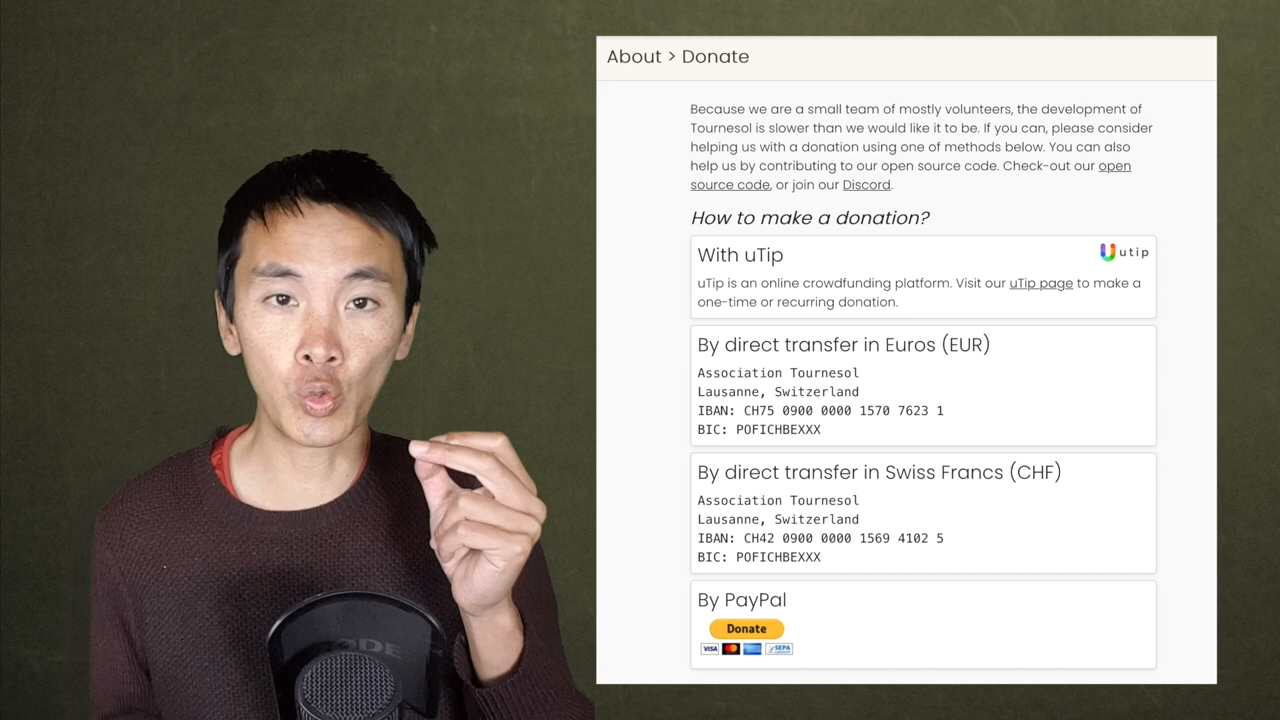 About > Donate
Because we are a small team of mostly volunteers, the development of
Tournesol is slower than we would like it to be. If you can, please consider
helping us with a donation using one of methods below. You can also
help us by contributing to our open source code. Check-out our open
source code, or join our Discord.
How to make a donation?
With uTip
utip
uTip is an online crowdfunding platform. Visit our uTip page to make a
one-time or recurring donation.
By direct transfer in Euros (EUR)
Association Tournesol
Lausanne, Switzerland
IBAN: CH75 0900 0000 1570 7623 1
BIC: POFICHBEXXX
By direct transfer in Swiss Francs (CHF)
Association Tournesol
Lausanne, Switzerland
IBAN: CH42 0900 0000 1569 4102 5
BIC: POFICHBEXXX
By PayPal
Donate
VISA
SEPA
RØDE